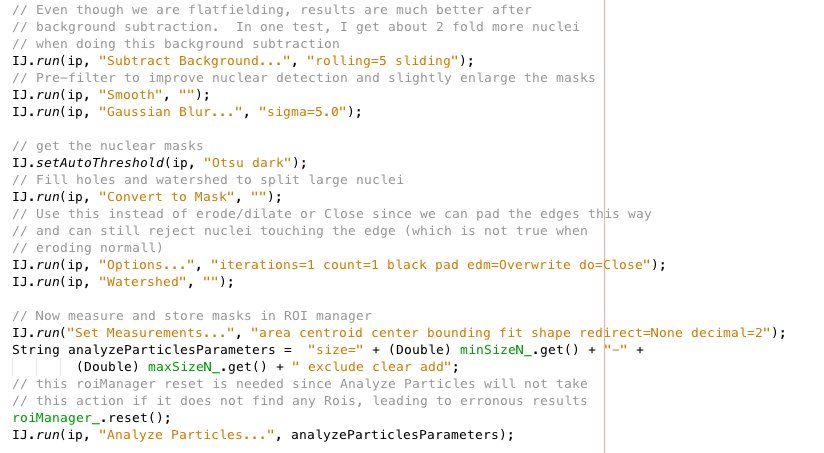 // Even though we are flatfielding, results are much better after
// background subtraction.  In one test, I get about 2 fold more nuclei
// when doing this background subtraction
IJ.run(ip, "Subtract Background...", "rolling=5 sliding");
// Pre-filter to improve nuclear detection and slightly enlarge the masks
IJ.run(ip, "Smooth", "");
IJ.run(ip, "Gaussian Blur...", "sigma=5.0");
// get the nuclear masks
IJ.setAutoThreshold(ip, "Otsu dark");
// Fill holes and watershed to split large nuclei
IJ.run(ip, "Convert to Mask", "");
// Use this instead of erode/dilate or Close since we can pad the edges this way
// and can still reject nuclei touching the edge (which is not true when
// eroding normall)
IJ.run(ip, "Options...", "iterations=1 count=1 black pad edm=Overwrite do=Close");
IJ.run(ip, "Watershed", "");
// Now measure and store masks in ROI manager
IJ.run("Set Measurements...", "area centroid center bounding fit shape redirect=None decimal=2");
String analyzeParticlesParameters =  "size=" + (Double) minSizeN_.get() + "-" +
(Double) maxSizeN_.get() + " exclude clear add";
// this roiManager reset is needed since Analyze Particles will not take
// this action if it does not find any Rois, leading to erronous results
roiManager_.reset();
IJ.run(ip, "Analyze Particles...", analyzeParticlesParameters);